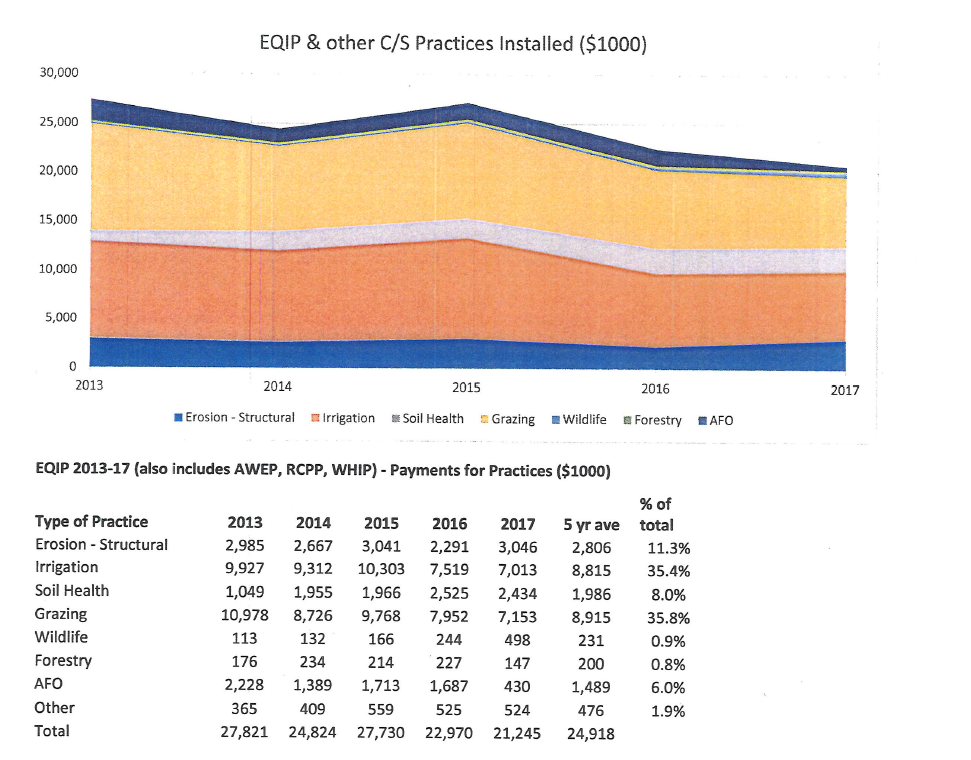 EQIP & other C/S Practices Installed ($1000)
30,000
25,000
20,000
15,000
10,000
5,000
0
2013 2014 2015 2016 2017
Erosion - Structural Irrigation Soil Health Grazing Wildlife Forestry AFO
EQIP 2013-17 (also includes AWEP, RCPP, WHIP) - Payments for Practices ($1000)
% of
Type of Practice 2013 2014 2015 2016 2017 5 yr ave total
Erosion - Structural 2,985 2,667 3,041 2,291 3,046 2,806 11.3%
Irrigation 9,927 9,312 10,303 7,519 7,013 8,815 35.4%
Soil Health 1,049 1,955 1,966 2,525 2,434 1,986 8.0%
Grazing 10,978 8,726 9,768 7,952 7,153 8,915 35.8%
Wildlife 113 132 166 244 498 231 0.9%
Forestry 176 234 214 227 147 200 0.8%
AFO 2,228 1,389 1,713 1,687 430 1,489 6.0%
Other 365 409 559 525 524 476 1.9%
Total 27,821 24,824 27,730 22,970 21,245 24,918